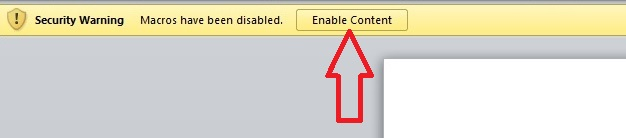 Security Warning Macros have been disabled. Enable Content